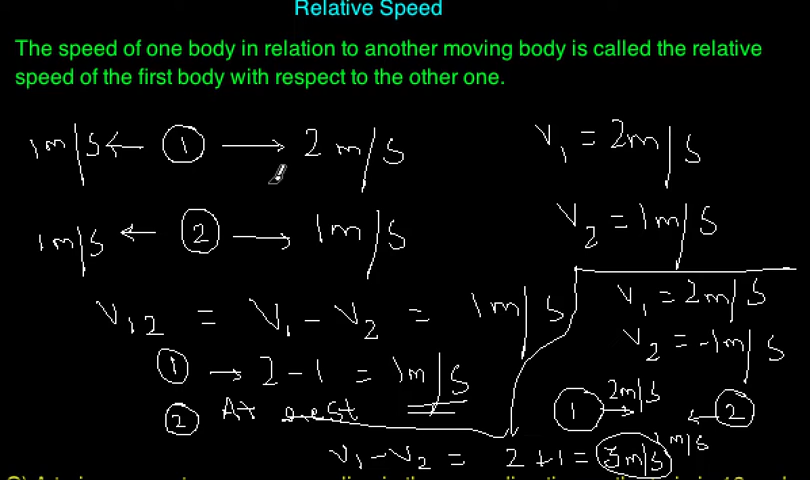 Relative Speed
The speed of one body in relation to another moving body is called the relative
speed of the first body with respect to the other one.
1m/s ← ① → 2 m/s
V₁ = 2m/s
1m/s ← ② → 1m/s
V₂ = 1m/s
V₁₂ = V₁ - V₂ = 1m/s
V₁ = 2m/s
V₂ = -1m/s
① → 2 - 1 = 1m/s
② At rest
① 2m/s → ← ② 1m/s
V₁ - V₂ = 2 + 1 = 3m/s